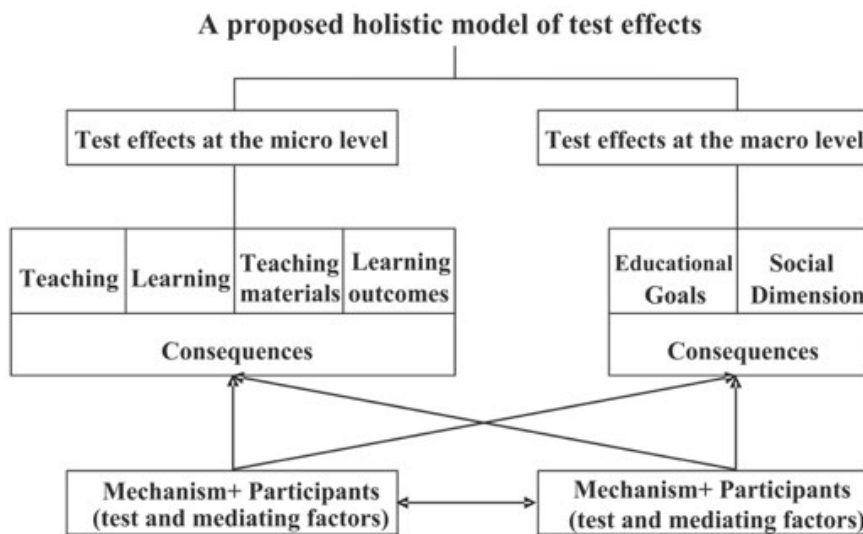 A proposed holistic model of test effects
Test effects at the micro level
Test effects at the macro level
Teaching
Learning
Teaching
materials
Learning
outcomes
Educational
Goals
Social
Dimension
Consequences
Consequences
Mechanism+ Participants
(test and mediating factors)
Mechanism+ Participants
(test and mediating factors)